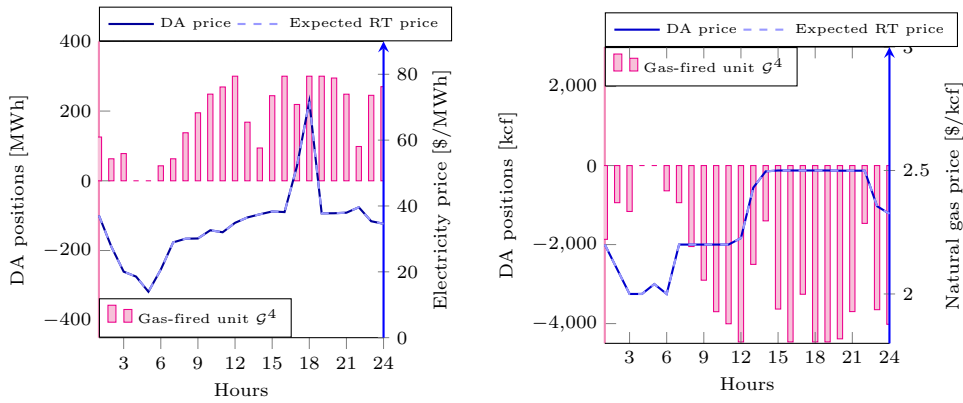 DA price Expected RT price
400
200
0
−200
−400
DA positions [MWh]
80
60
40
20
0
Electricity price [$/MWh]
Gas-fired unit 𝒢⁴
3 6 9 12 15 18 21 24
Hours
DA price Expected RT price
Gas-fired unit 𝒢⁴
2,000
0
−2,000
−4,000
DA positions [kcf]
3
2.5
2
Natural gas price [$/kcf]
3 6 9 12 15 18 21 24
Hours